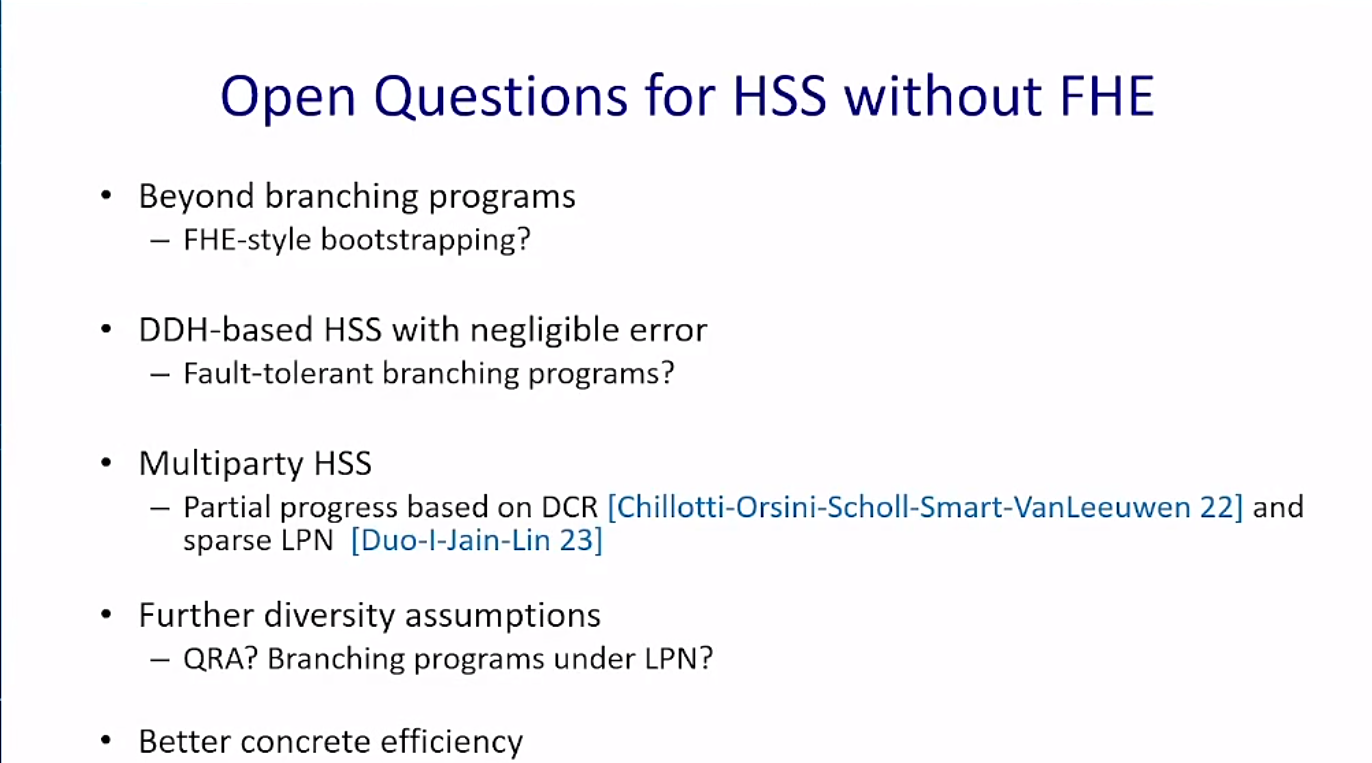 Open Questions for HSS without FHE
• Beyond branching programs
– FHE-style bootstrapping?
• DDH-based HSS with negligible error
– Fault-tolerant branching programs?
• Multiparty HSS
– Partial progress based on DCR [Chillotti-Orsini-Scholl-Smart-VanLeeuwen 22] and
sparse LPN [Duo-I-Jain-Lin 23]
• Further diversity assumptions
– QRA? Branching programs under LPN?
• Better concrete efficiency